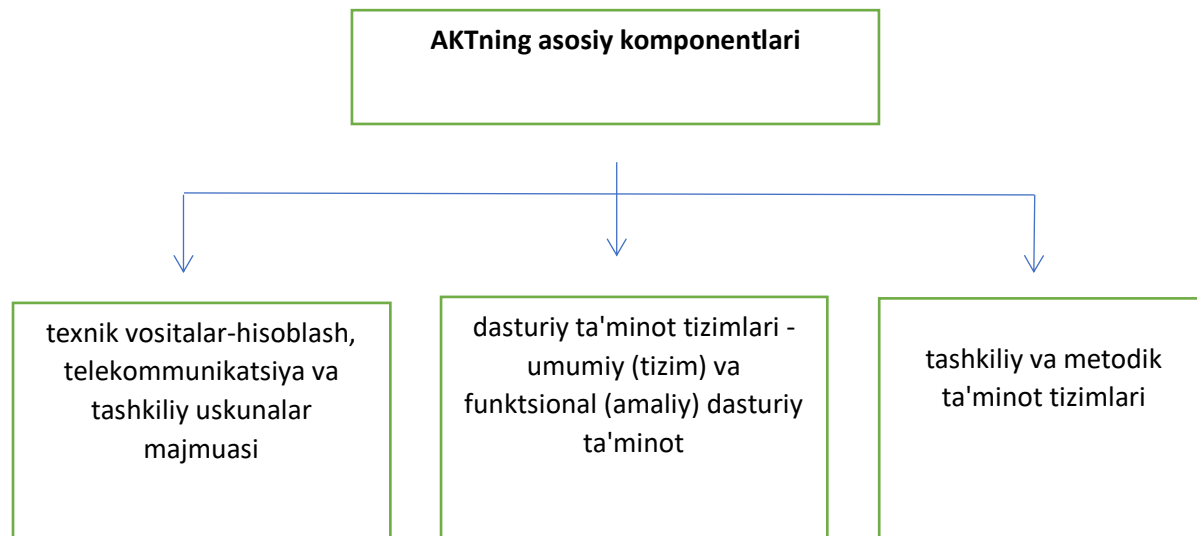 AKTning asosiy komponentlari
texnik vositalar-hisoblash,
telekommunikatsiya va
tashkiliy uskunalar
majmuasi
dasturiy ta'minot tizimlari -
umumiy (tizim) va
funktsional (amaliy) dasturiy
ta'minot
tashkiliy va metodik
ta'minot tizimlari